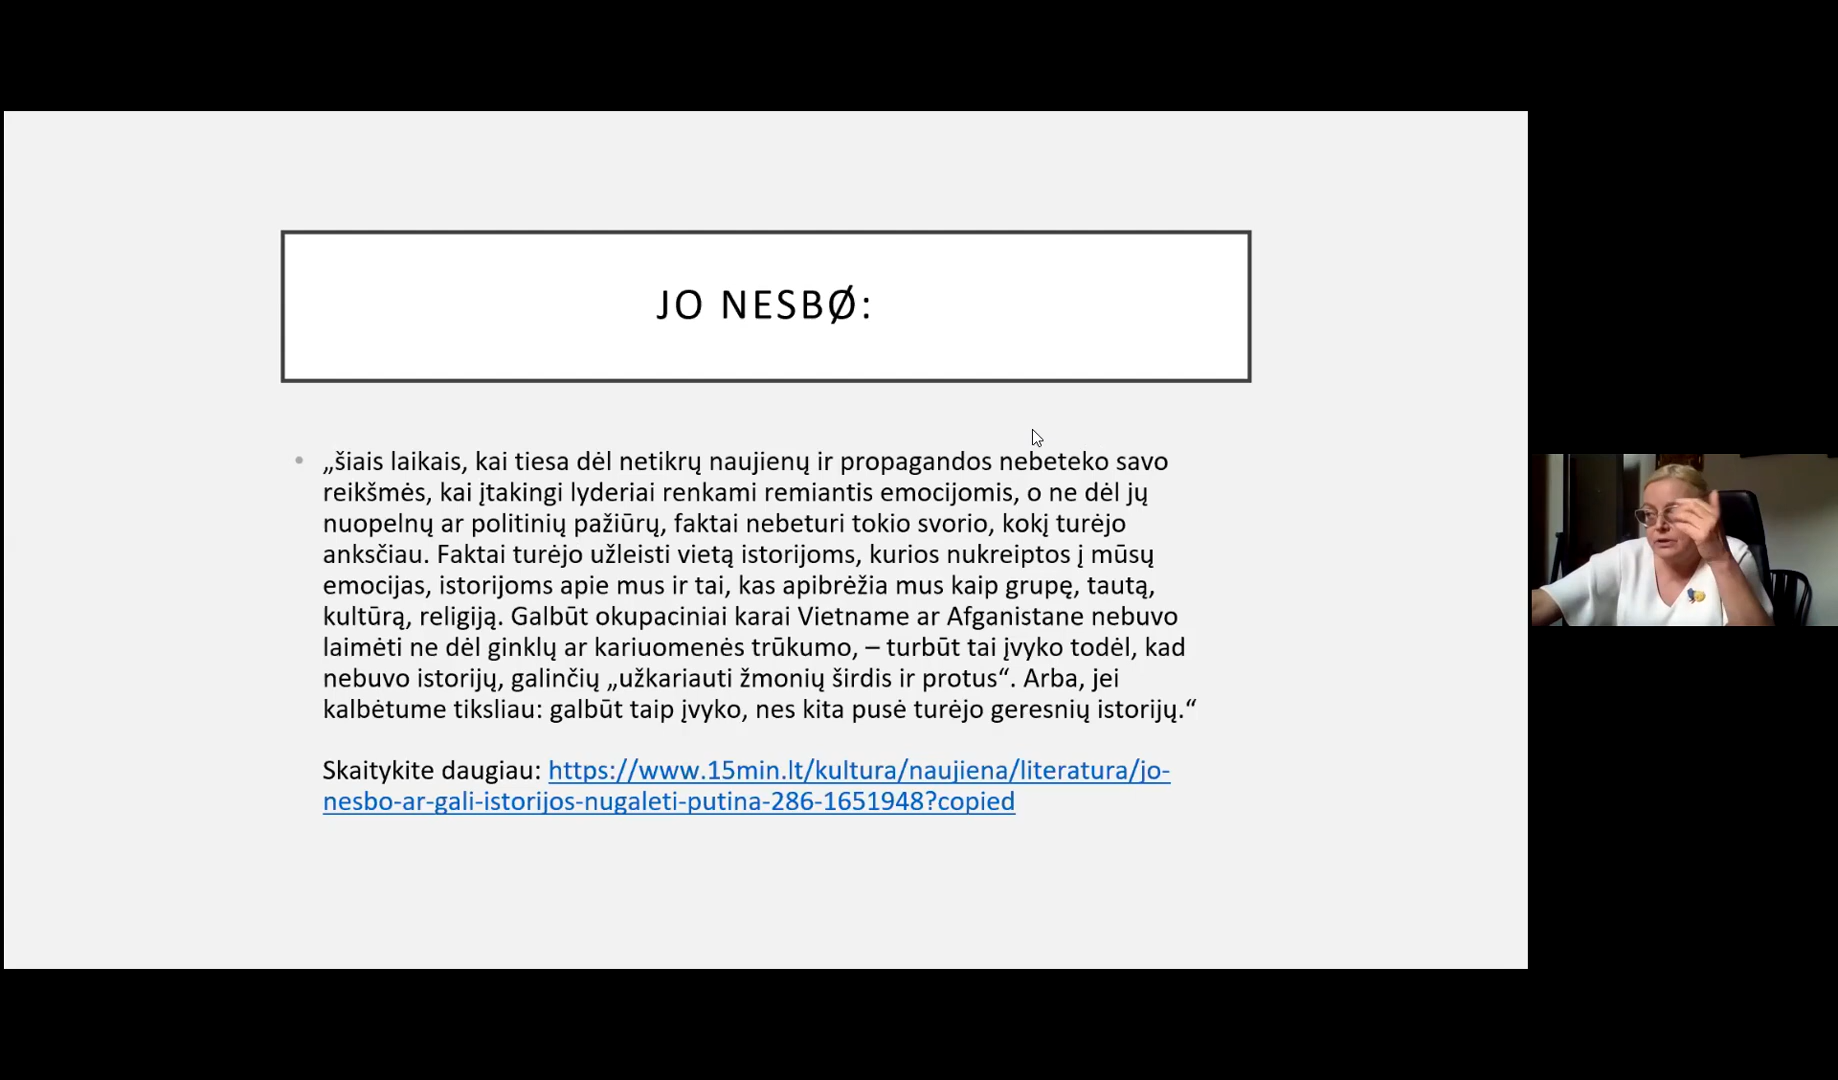 JO NESBØ:
„šiais laikais, kai tiesa dėl netikrų naujienų ir propagandos nebeteko savo
reikšmės, kai įtakingi lyderiai renkami remiantis emocijomis, o ne dėl jų
nuopelnų ar politinių pažiūrų, faktai nebeturi tokio svorio, kokį turėjo
anksčiau. Faktai turėjo užleisti vietą istorijoms, kurios nukreiptos į mūsų
emocijas, istorijoms apie mus ir tai, kas apibrėžia mus kaip grupę, tautą,
kultūrą, religiją. Galbūt okupaciniai karai Vietname ar Afganistane nebuvo
laimėti ne dėl ginklų ar kariuomenės trūkumo, – turbūt tai įvyko todėl, kad
nebuvo istorijų, galinčių „užkariauti žmonių širdis ir protus“. Arba, jei
kalbėtume tiksliau: galbūt taip įvyko, nes kita pusė turėjo geresnių istorijų.“
Skaitykite daugiau: https://www.15min.lt/kultura/naujiena/literatura/jo-
nesbo-ar-gali-istorijos-nugaleti-putina-286-1651948?copied